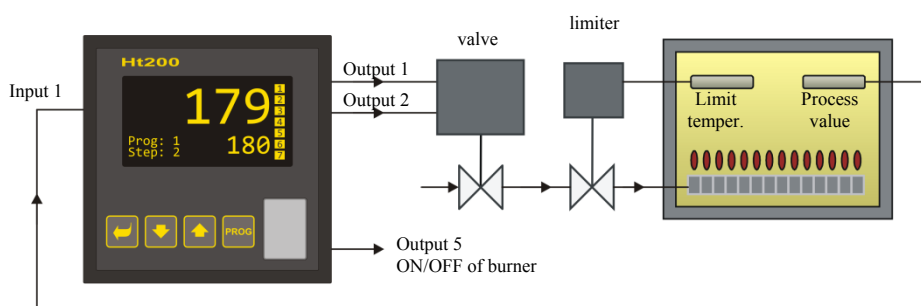 limiter
valve
Ht200
Input 1
Output 1
Output 2
179
1
2
3
4
5
6
7
Prog: 1
Step: 2
180
Limit
temper.
Process
value
PROG
Output 5
ON/OFF of burner